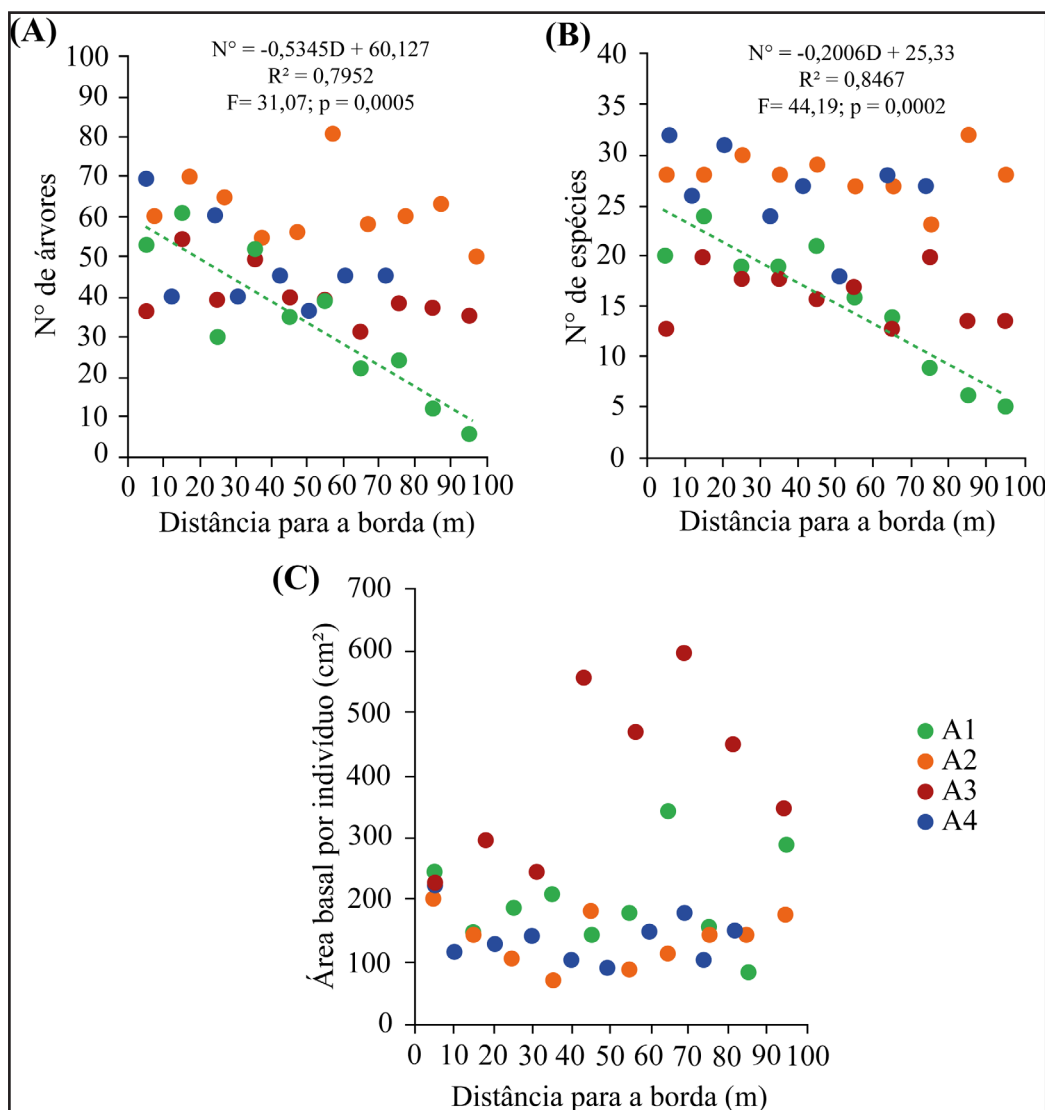 (A)
N° = -0,5345D + 60,127
R² = 0,7952
F= 31,07; p = 0,0005
N° de árvores
100
90
80
70
60
50
40
30
20
10
0
0 10 20 30 40 50 60 70 80 90 100
Distância para a borda (m)
(B)
N° = -0,2006D + 25,33
R² = 0,8467
F= 44,19; p = 0,0002
N° de espécies
40
35
30
25
20
15
10
5
0
0 10 20 30 40 50 60 70 80 90 100
Distância para a borda (m)
(C)
Área basal por indivíduo (cm²)
700
600
500
400
300
200
100
0
0 10 20 30 40 50 60 70 80 90 100
Distância para a borda (m)
A1
A2
A3
A4